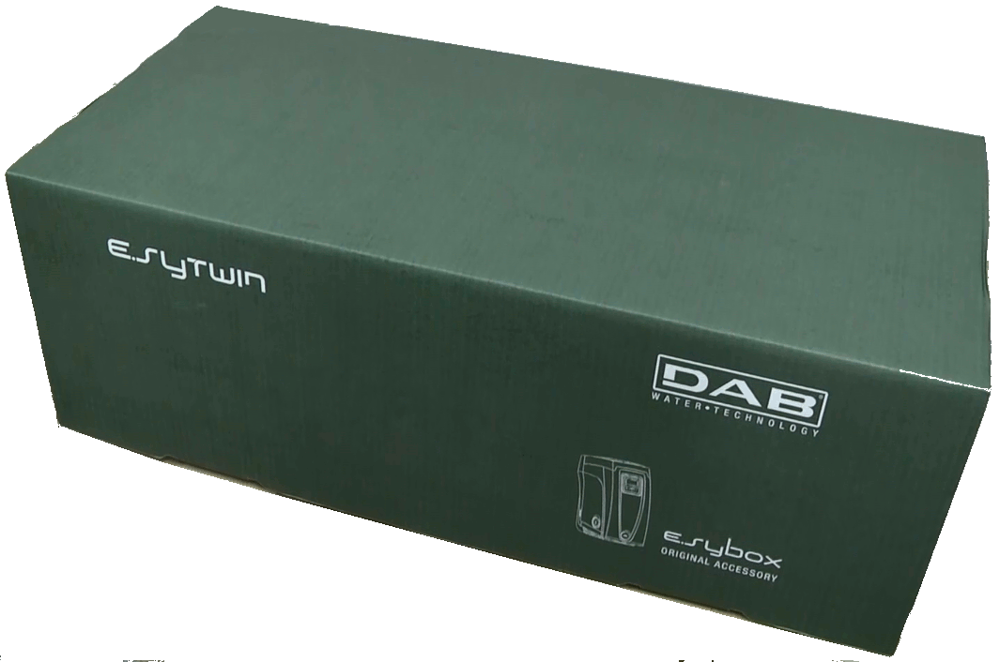 E.SYTWIN
DAB
WATER•TECHNOLOGY
e.sybox
ORIGINAL ACCESSORY